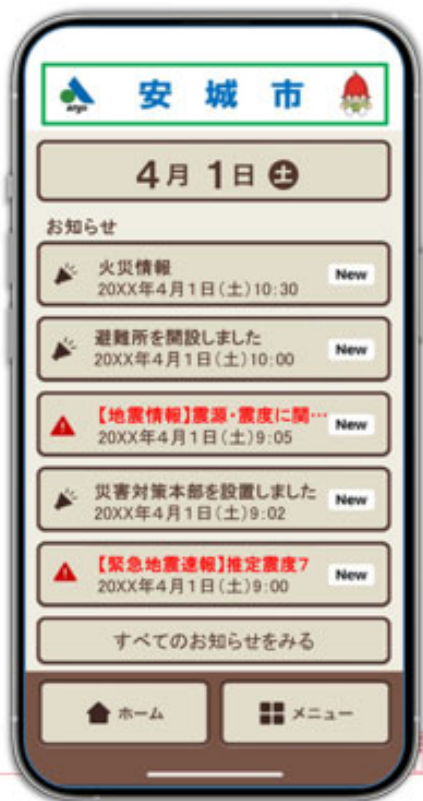 anjo
安城市
4月 1日 土
お知らせ
火災情報
20XX年4月1日(土)10:30
New
避難所を開設しました
20XX年4月1日(土)10:00
New
【地震情報】震源・震度に関…
20XX年4月1日(土)9:05
New
災害対策本部を設置しました
20XX年4月1日(土)9:02
New
【緊急地震速報】推定震度7
20XX年4月1日(土)9:00
New
すべてのお知らせをみる
ホーム
メニュー